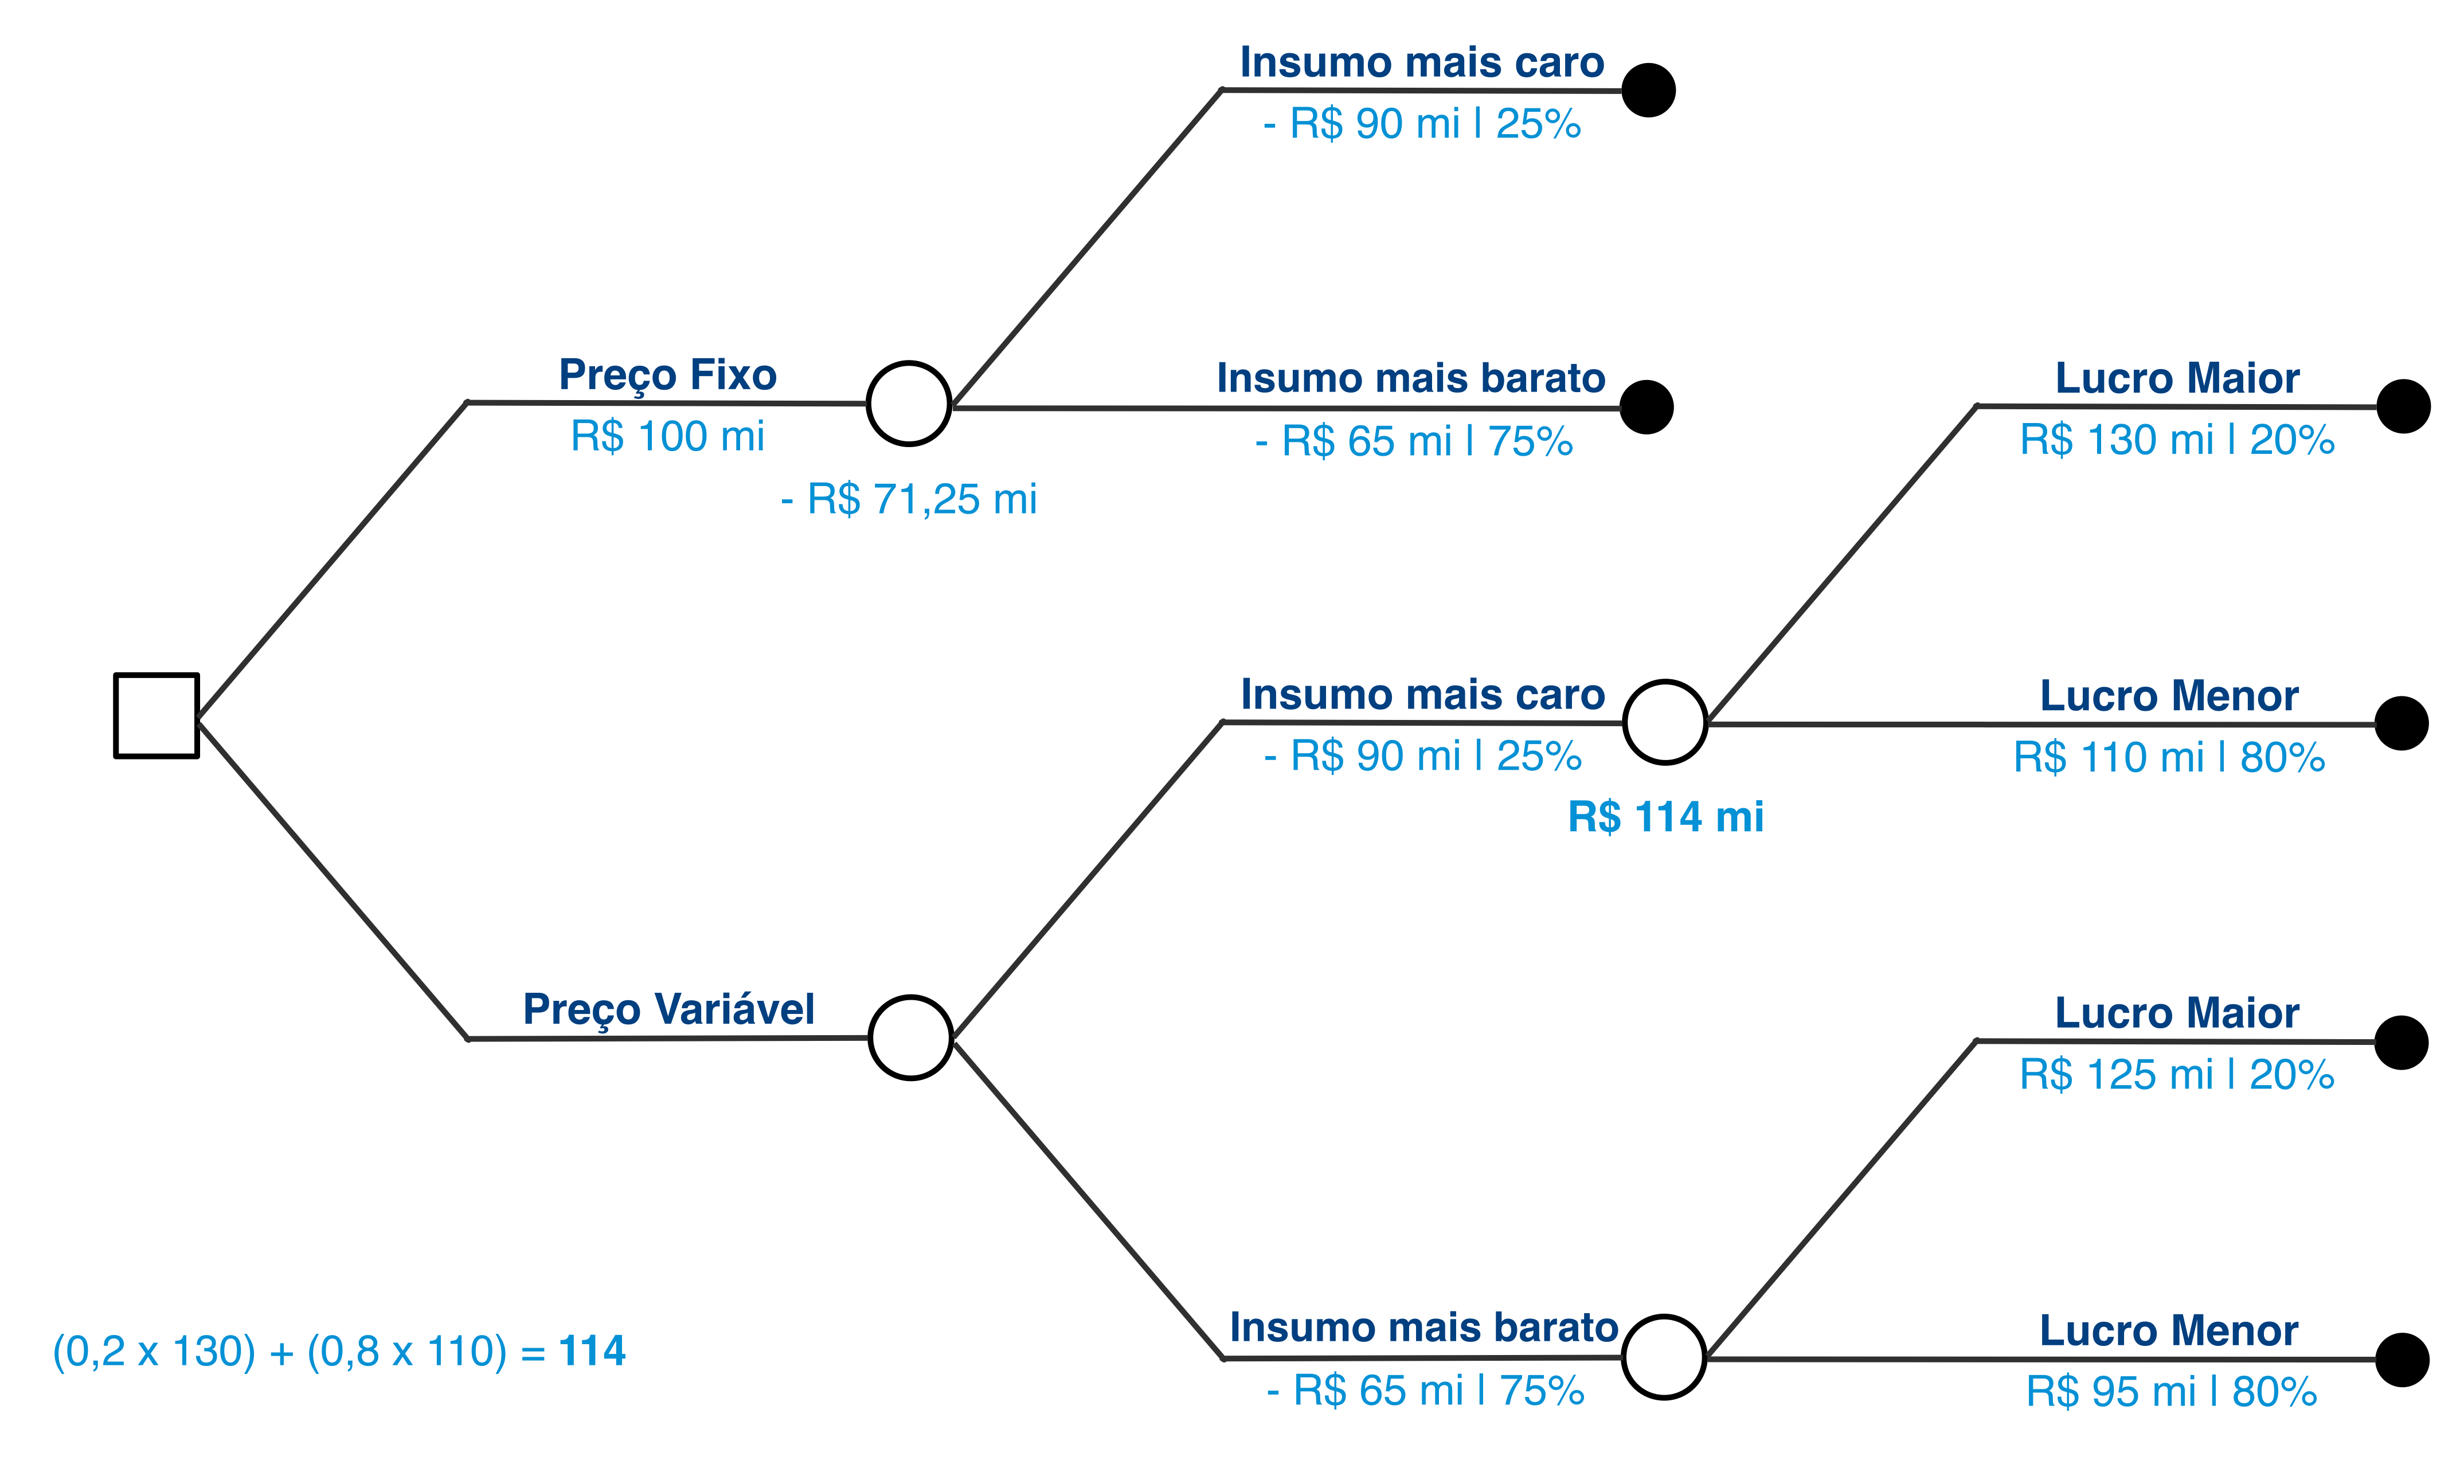 Insumo mais caro
- R$ 90 mi | 25%
Preço Fixo
R$ 100 mi
- R$ 71,25 mi
Insumo mais barato
- R$ 65 mi | 75%
Lucro Maior
R$ 130 mi | 20%
Insumo mais caro
- R$ 90 mi | 25%
R$ 114 mi
Lucro Menor
R$ 110 mi | 80%
Preço Variável
Lucro Maior
R$ 125 mi | 20%
Insumo mais barato
- R$ 65 mi | 75%
Lucro Menor
R$ 95 mi | 80%
(0,2 x 130) + (0,8 x 110) = 114